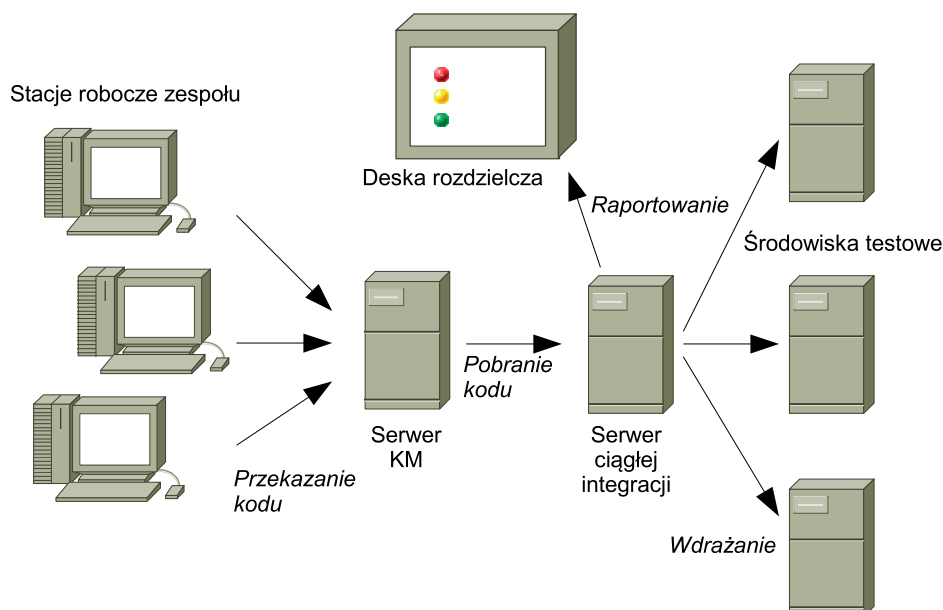 Stacje robocze zespołu
Deska rozdzielcza
Raportowanie
Środowiska testowe
Pobranie
kodu
Serwer
KM
Serwer
ciągłej
integracji
Przekazanie
kodu
Wdrażanie